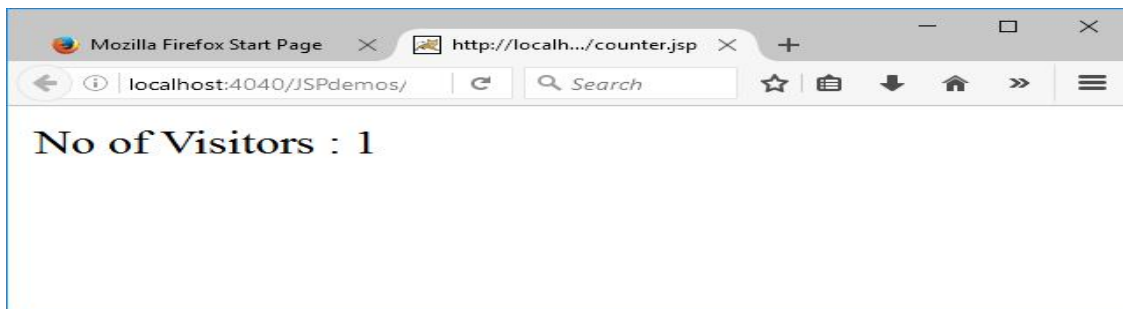 Mozilla Firefox Start Page
http://localh.../counter.jsp
localhost:4040/JSPdemos/
Search
No of Visitors : 1